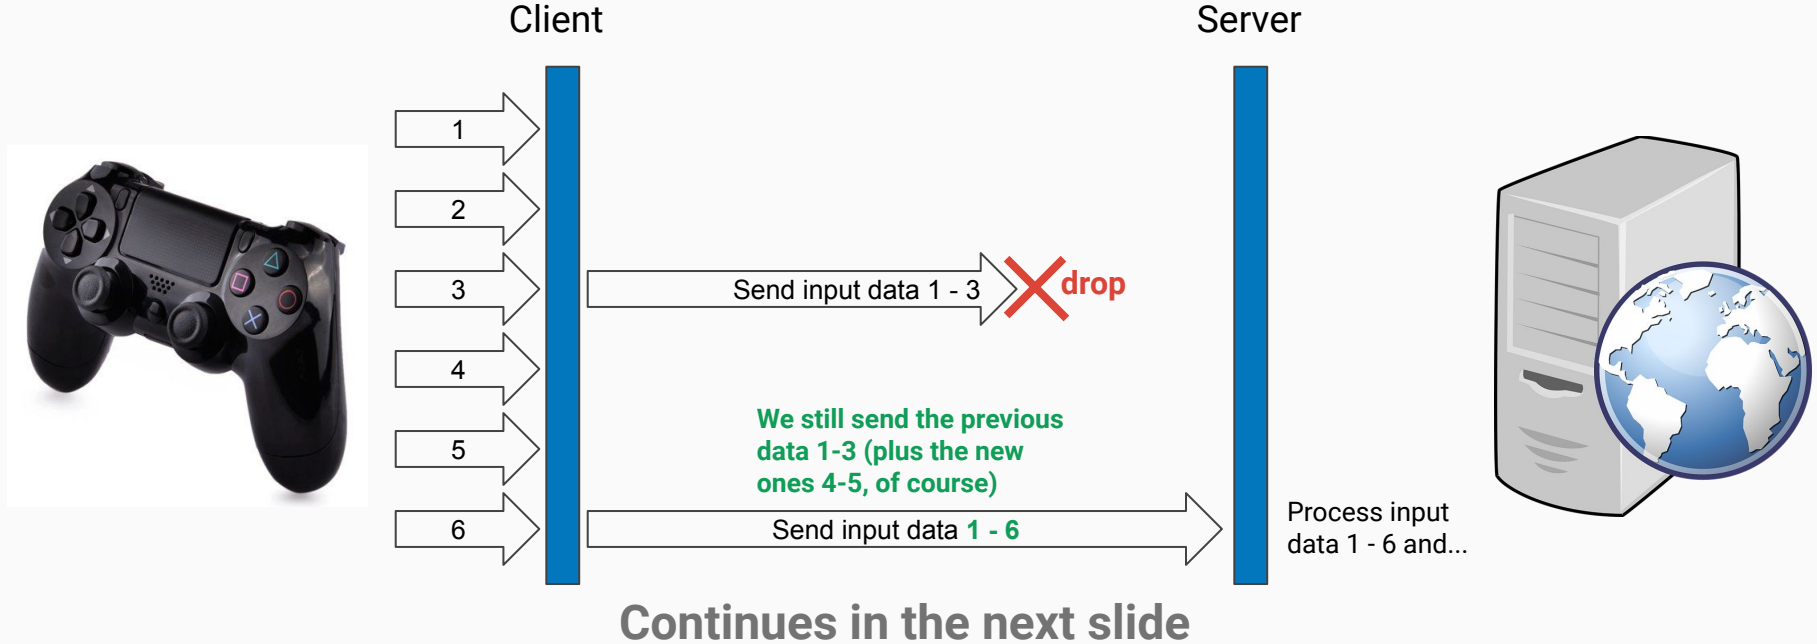 Client
Server
1
2
3
Send input data 1 - 3
drop
4
5
We still send the previous
data 1-3 (plus the new
ones 4-5, of course)
6
Send input data 1 - 6
Process input
data 1 - 6 and...
Continues in the next slide